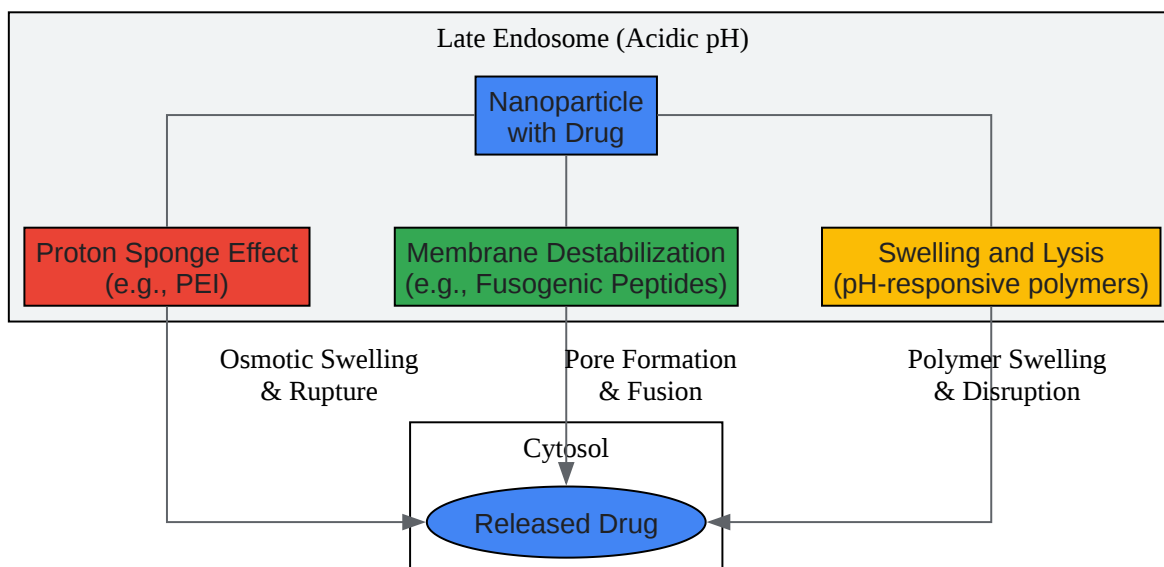 Late Endosome (Acidic pH)
Nanoparticle
with Drug
Proton Sponge Effect
(e.g., PEI)
Membrane Destabilization
(e.g., Fusogenic Peptides)
Swelling and Lysis
(pH-responsive polymers)
Osmotic Swelling
& Rupture
Pore Formation
& Fusion
Polymer Swelling
& Disruption
Cytosol
Released Drug